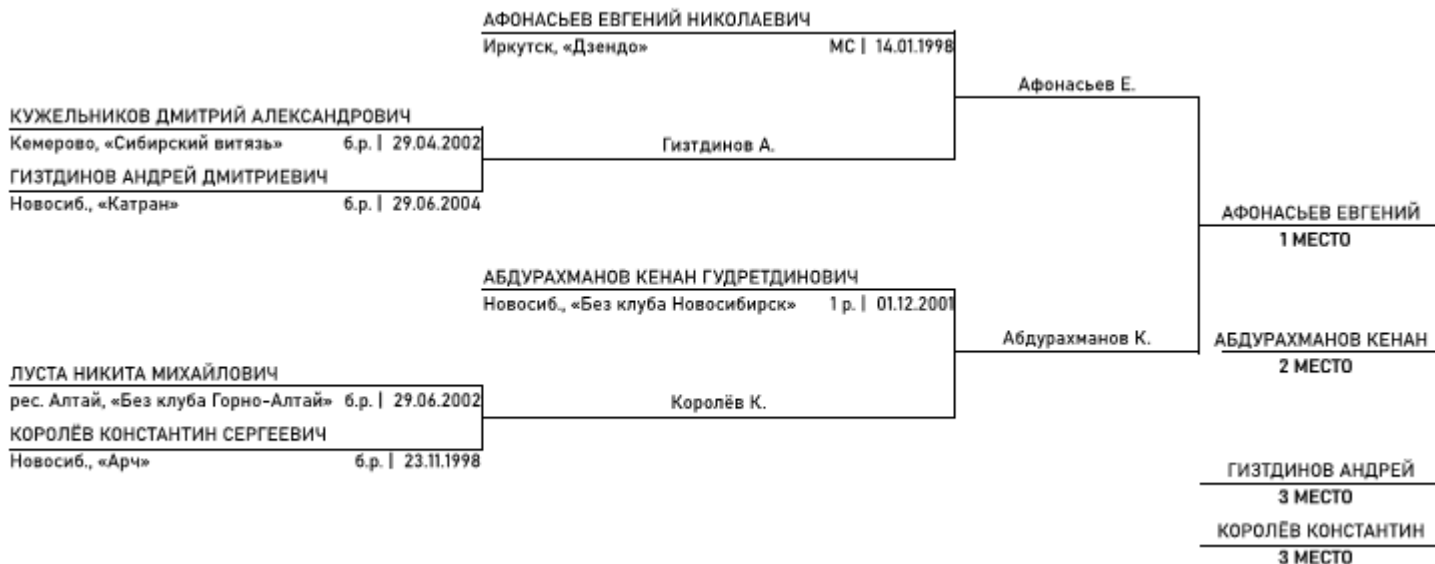 АФОНАСЬЕВ ЕВГЕНИЙ НИКОЛАЕВИЧ
Иркутск, «Дзендо» МС | 14.01.1998
Афонасьев Е.
КУЖЕЛЬНИКОВ ДМИТРИЙ АЛЕКСАНДРОВИЧ
Кемерово, «Сибирский витязь» б.р. | 29.04.2002
Гизтдинов А.
ГИЗТДИНОВ АНДРЕЙ ДМИТРИЕВИЧ
Новосиб., «Катран» б.р. | 29.06.2004
АФОНАСЬЕВ ЕВГЕНИЙ
1 МЕСТО
АБДУРАХМАНОВ КЕНАН ГУДРЕТДИНОВИЧ
Новосиб., «Без клуба Новосибирск» 1 р. | 01.12.2001
Абдурахманов К.
АБДУРАХМАНОВ КЕНАН
2 МЕСТО
ЛУСТА НИКИТА МИХАЙЛОВИЧ
рес. Алтай, «Без клуба Горно-Алтай» б.р. | 29.06.2002
Королёв К.
КОРОЛЁВ КОНСТАНТИН СЕРГЕЕВИЧ
Новосиб., «Арч» б.р. | 23.11.1998
ГИЗТДИНОВ АНДРЕЙ
3 МЕСТО
КОРОЛЁВ КОНСТАНТИН
3 МЕСТО